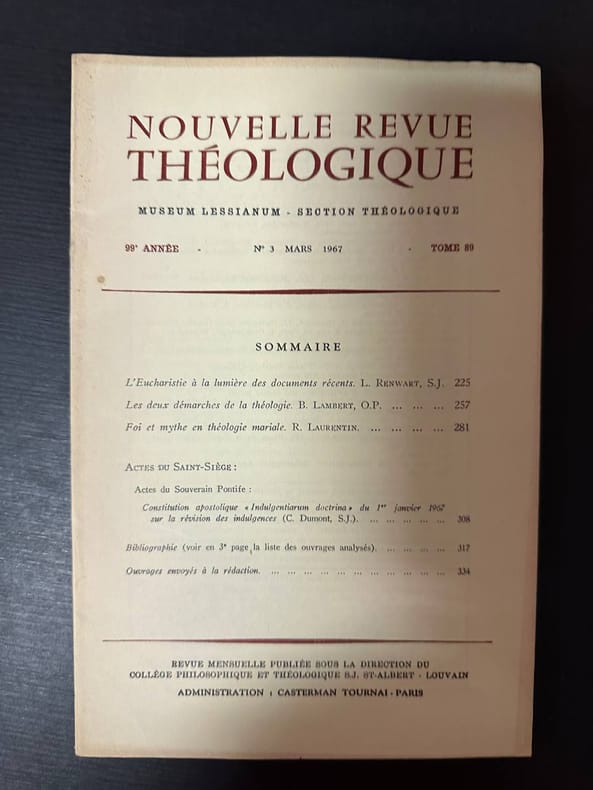 NOUVELLE REVUE
THÉOLOGIQUE
MUSEUM LESSIANUM - SECTION THÉOLOGIQUE
99e ANNÉE - N° 3 MARS 1967 - TOME 89
SOMMAIRE
L'Eucharistie à la lumière des documents récents. L. RENWART, S.J. 225
Les deux démarches de la théologie. B. LAMBERT, O.P. ... ... ... 257
Foi et mythe en théologie mariale. R. LAURENTIN. ... ... ... ... 281
ACTES DU SAINT-SIÈGE :
Actes du Souverain Pontife :
Constitution apostolique « Indulgentiarum doctrina » du 1er janvier 1967
sur la révision des indulgences (C. Dumont, S.J.). ... ... ... ... ... ... 308
Bibliographie (voir en 3e page la liste des ouvrages analysés). ... ... ... ... 317
Ouvrages envoyés à la rédaction. ... ... ... ... ... ... ... ... ... ... ... ... 334
REVUE MENSUELLE PUBLIÉE SOUS LA DIRECTION DU
COLLÈGE PHILOSOPHIQUE ET THÉOLOGIQUE S.J. ST-ALBERT - LOUVAIN
ADMINISTRATION : CASTERMAN TOURNAI - PARIS